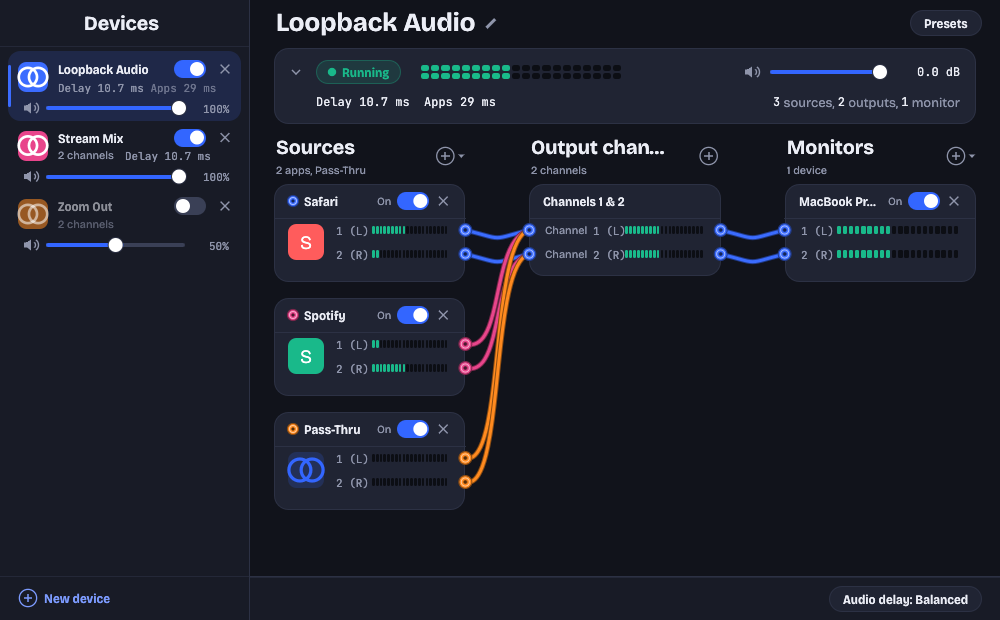 Devices
Loopback Audio
Delay 10.7 ms Apps 29 ms
100%
Stream Mix
2 channels Delay 10.7 ms
100%
Zoom Out
2 channels
50%
New device
Loopback Audio
Presets
Running
0.0 dB
Delay 10.7 ms Apps 29 ms
3 sources, 2 outputs, 1 monitor
Sources
2 apps, Pass-Thru
Output chan...
2 channels
Monitors
1 device
Safari On
S
1 (L)
2 (R)
Channels 1 & 2
Channel 1 (L)
Channel 2 (R)
MacBook Pr... On
1 (L)
2 (R)
Spotify On
S
1 (L)
2 (R)
Pass-Thru On
1 (L)
2 (R)
Audio delay: Balanced